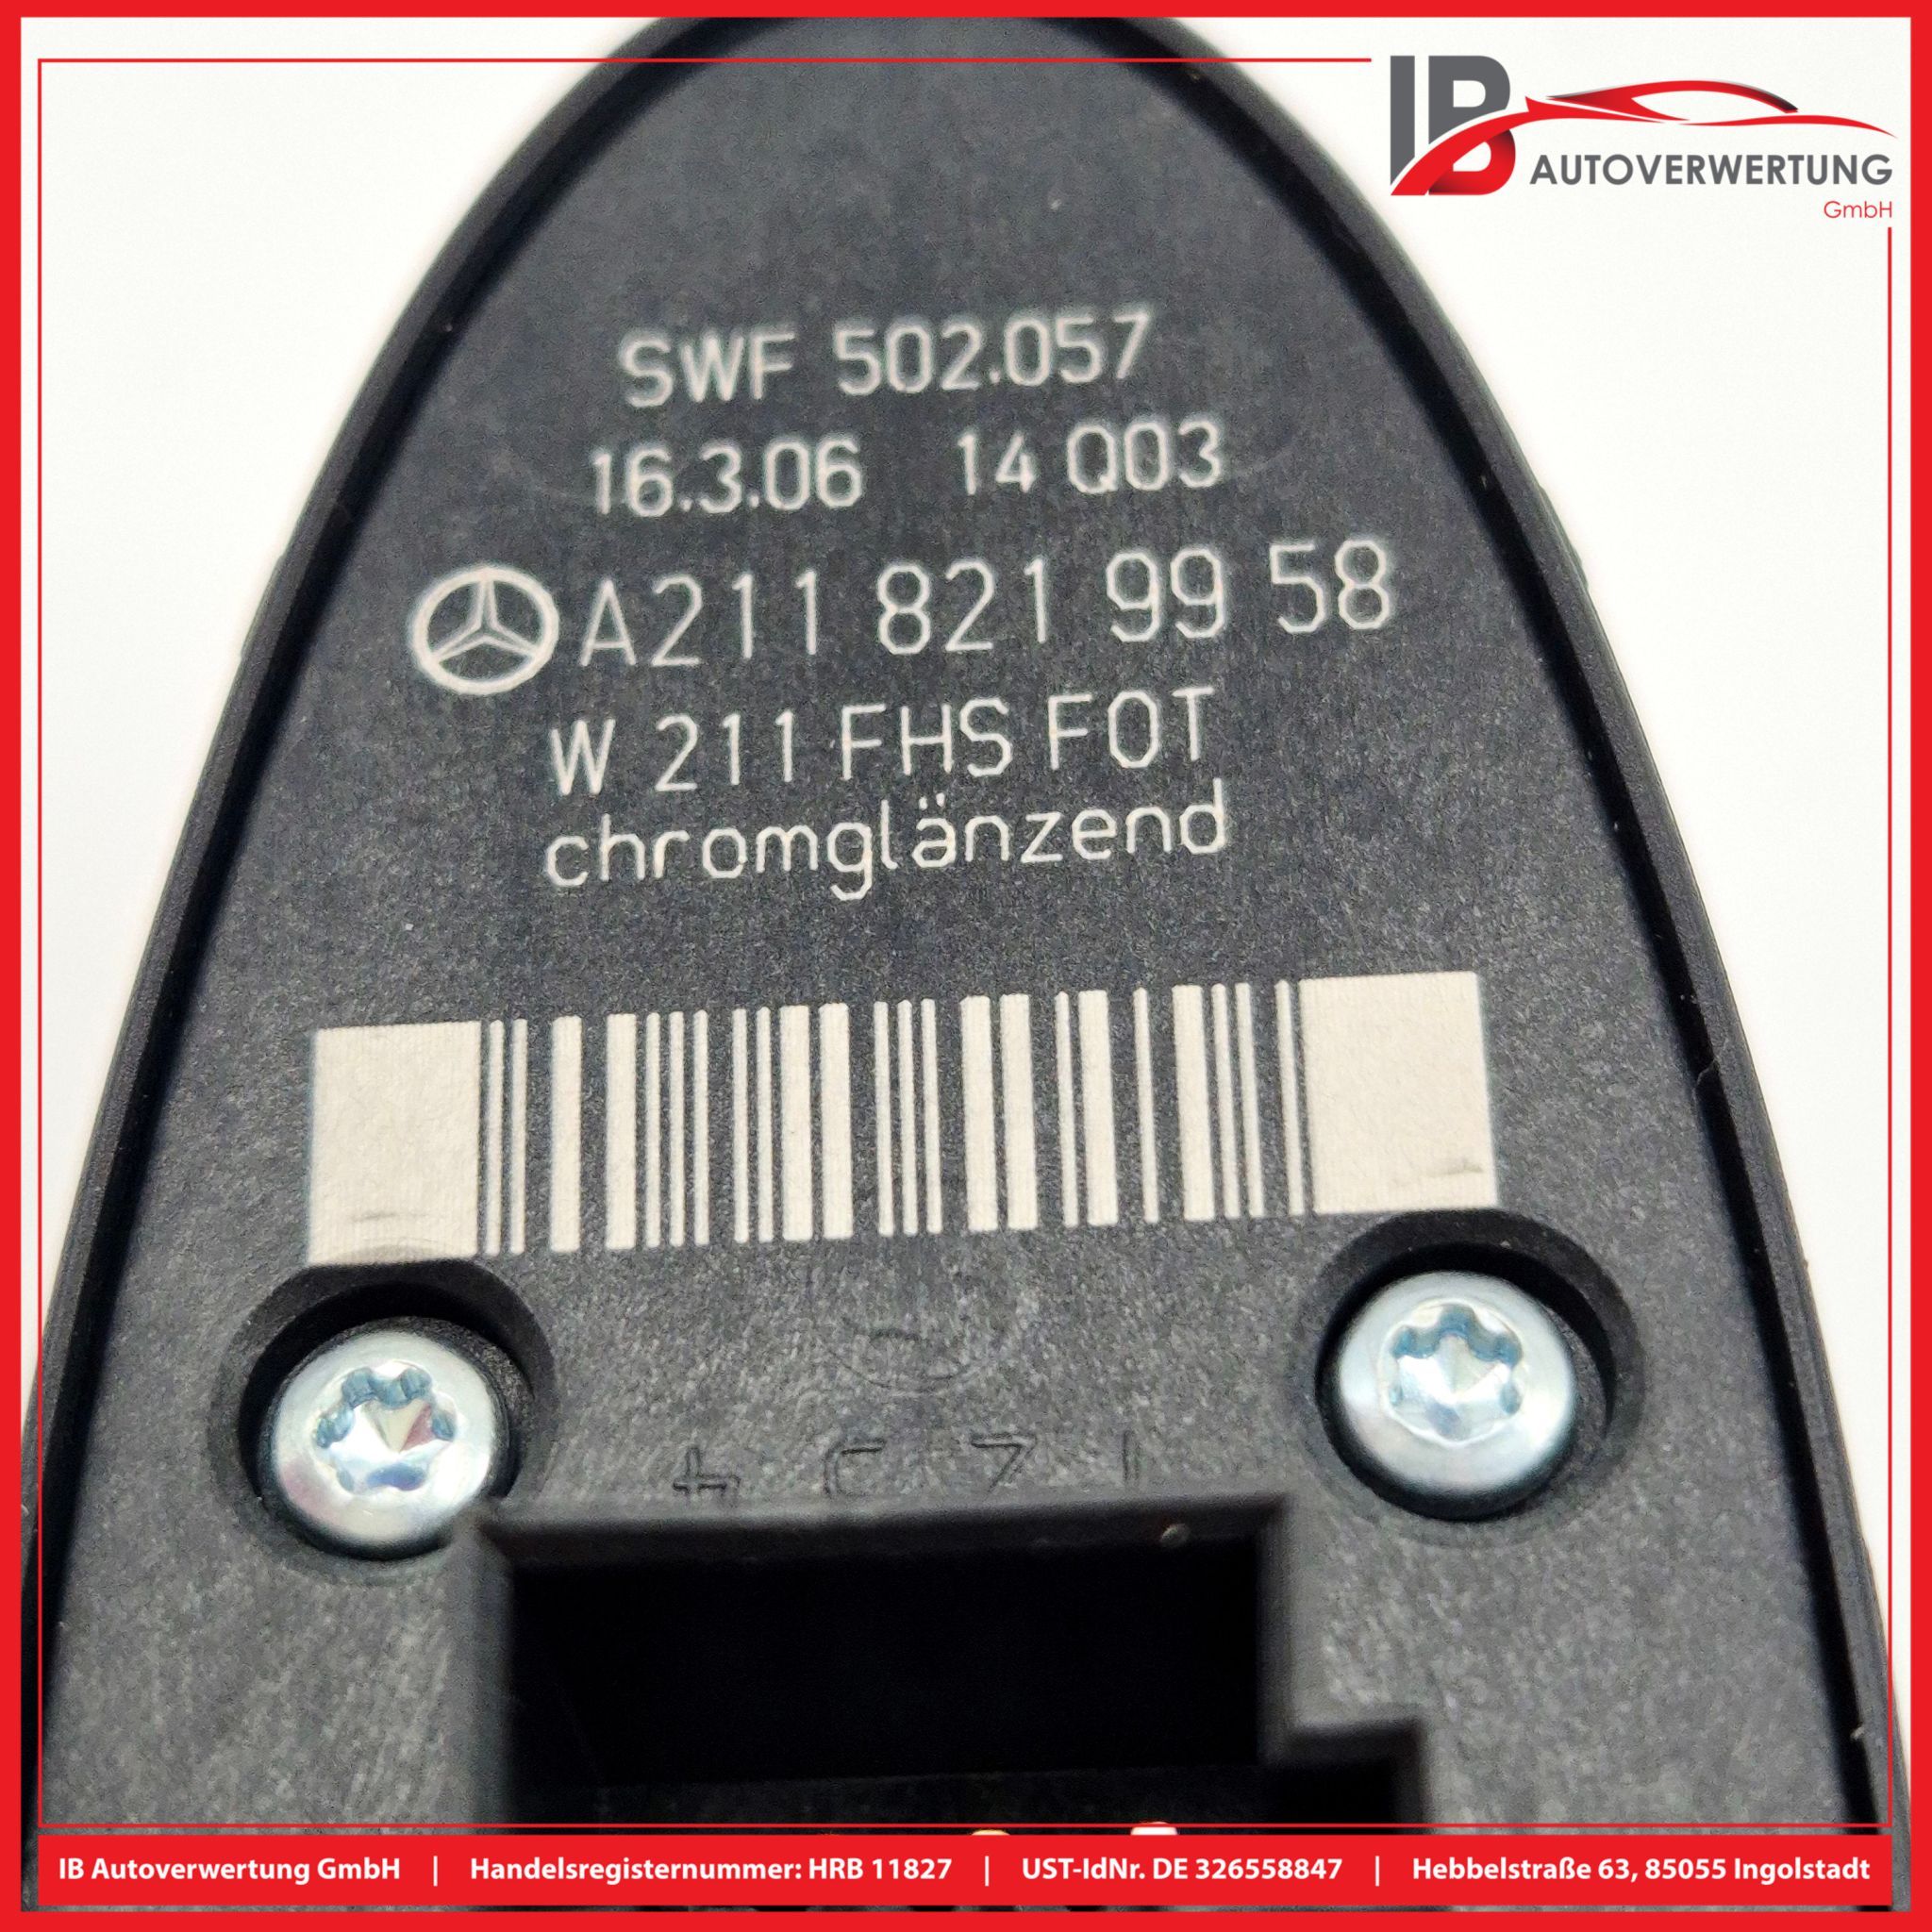 IB
AUTOVERWERTUNG
GmbH
SWF 502.057
16.3.06 14 Q03
A211 821 99 58
W 211 FHS FOT
chromglänzend
IB Autoverwertung GmbH | Handelsregisternummer: HRB 11827 | UST-IdNr. DE 326558847 | Hebbelstraße 63, 85055 Ingolstadt